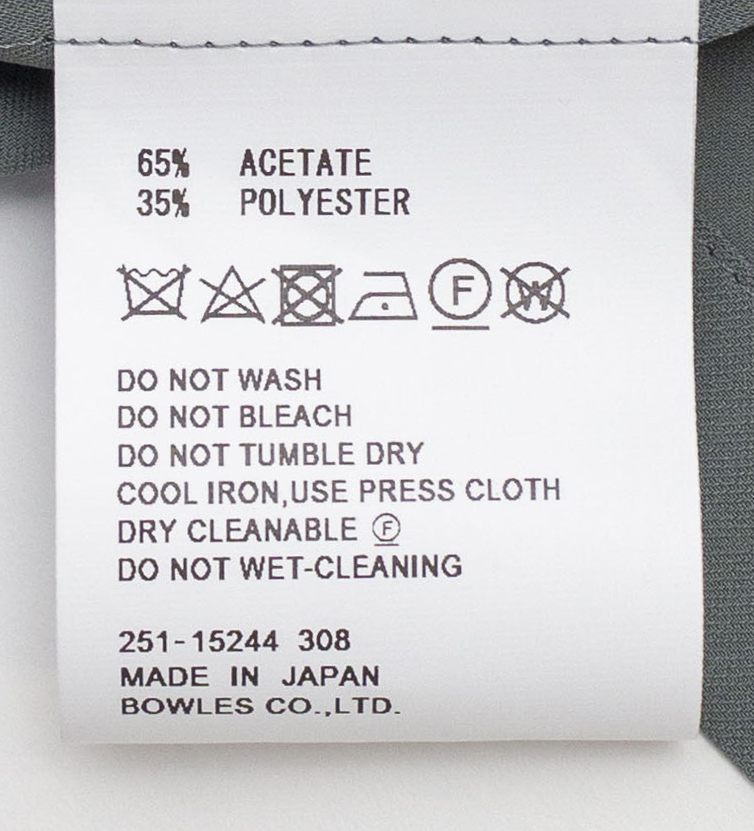 65% ACETATE
35% POLYESTER
F W
DO NOT WASH
DO NOT BLEACH
DO NOT TUMBLE DRY
COOL IRON,USE PRESS CLOTH
DRY CLEANABLE Ⓕ
DO NOT WET-CLEANING
251-15244 308
MADE IN JAPAN
BOWLES CO.,LTD.